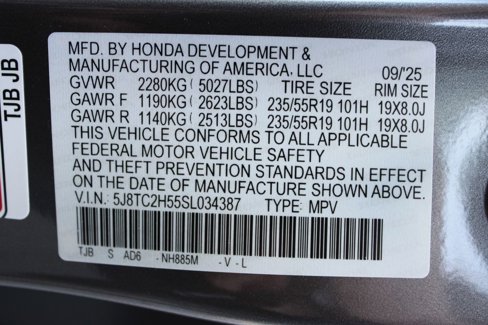 MFD. BY HONDA DEVELOPMENT &
MANUFACTURING OF AMERICA, LLC 09/'25
GVWR 2280KG (5027LBS) TIRE SIZE RIM SIZE
GAWR F 1190KG (2623LBS) 235/55R19 101H 19X8.0J
GAWR R 1140KG (2513LBS) 235/55R19 101H 19X8.0J
THIS VEHICLE CONFORMS TO ALL APPLICABLE
FEDERAL MOTOR VEHICLE SAFETY
AND THEFT PREVENTION STANDARDS IN EFFECT
ON THE DATE OF MANUFACTURE SHOWN ABOVE.
V.I.N.: 5J8TC2H55SL034387 TYPE: MPV
TJB S AD6 -NH885M -V-L
TJB JB